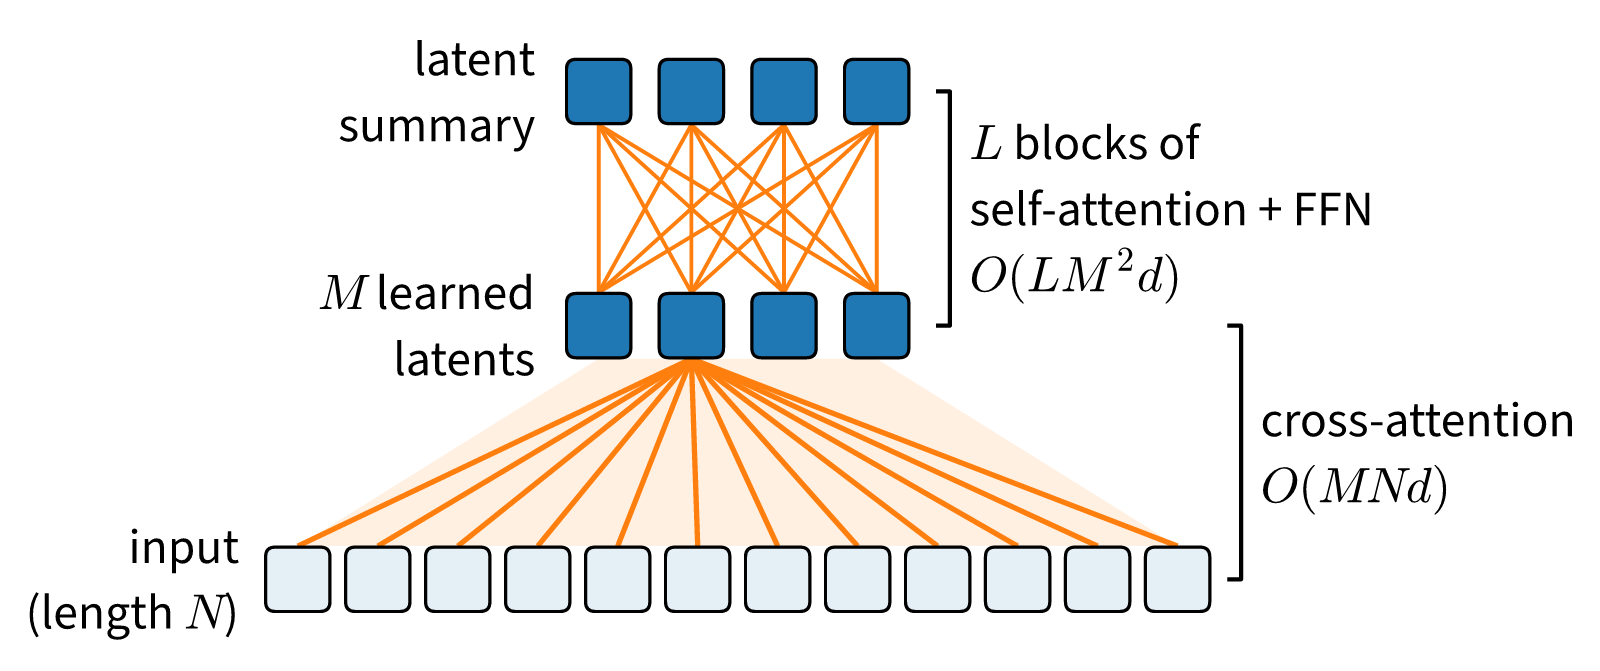 latent
summary
L blocks of
self-attention + FFN
O(LM²d)
M learned
latents
cross-attention
O(MNd)
input
(length N)